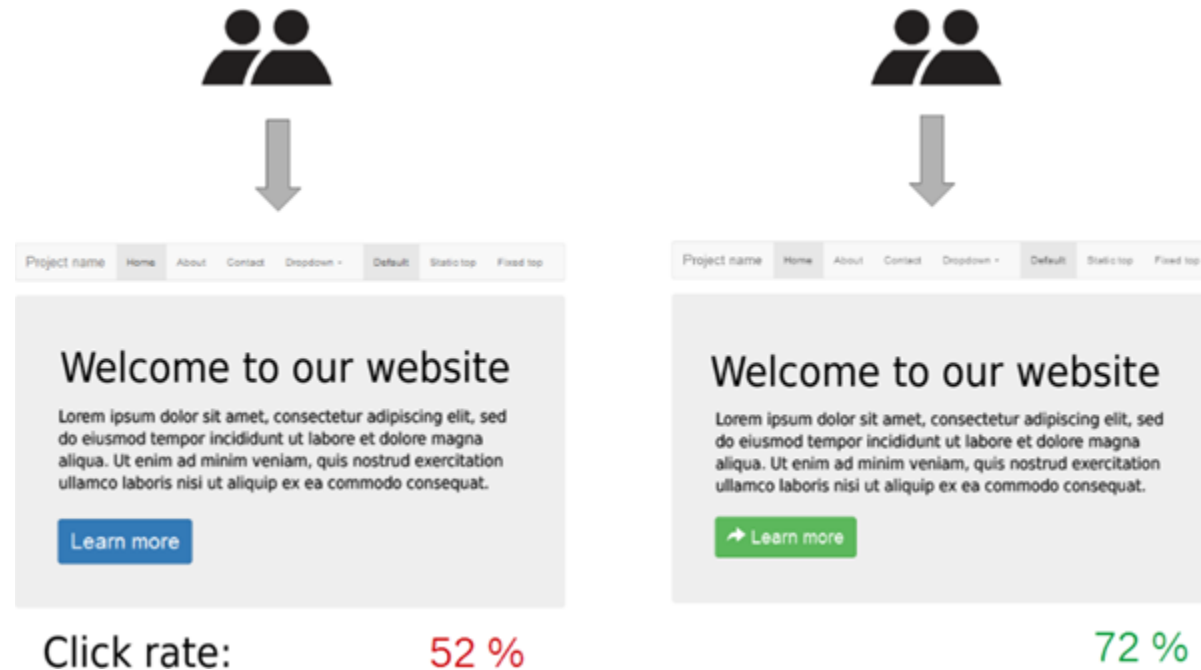 Project name Home About Contact Dropdown Default Static top Fixed top
Welcome to our website
Lorem ipsum dolor sit amet, consectetur adipiscing elit, sed
do eiusmod tempor incididunt ut labore et dolore magna
aliqua. Ut enim ad minim veniam, quis nostrud exercitation
ullamco laboris nisi ut aliquip ex ea commodo consequat.
Learn more
Click rate: 52 %
Project name Home About Contact Dropdown Default Static top Fixed top
Welcome to our website
Lorem ipsum dolor sit amet, consectetur adipiscing elit, sed
do eiusmod tempor incididunt ut labore et dolore magna
aliqua. Ut enim ad minim veniam, quis nostrud exercitation
ullamco laboris nisi ut aliquip ex ea commodo consequat.
Learn more
72 %